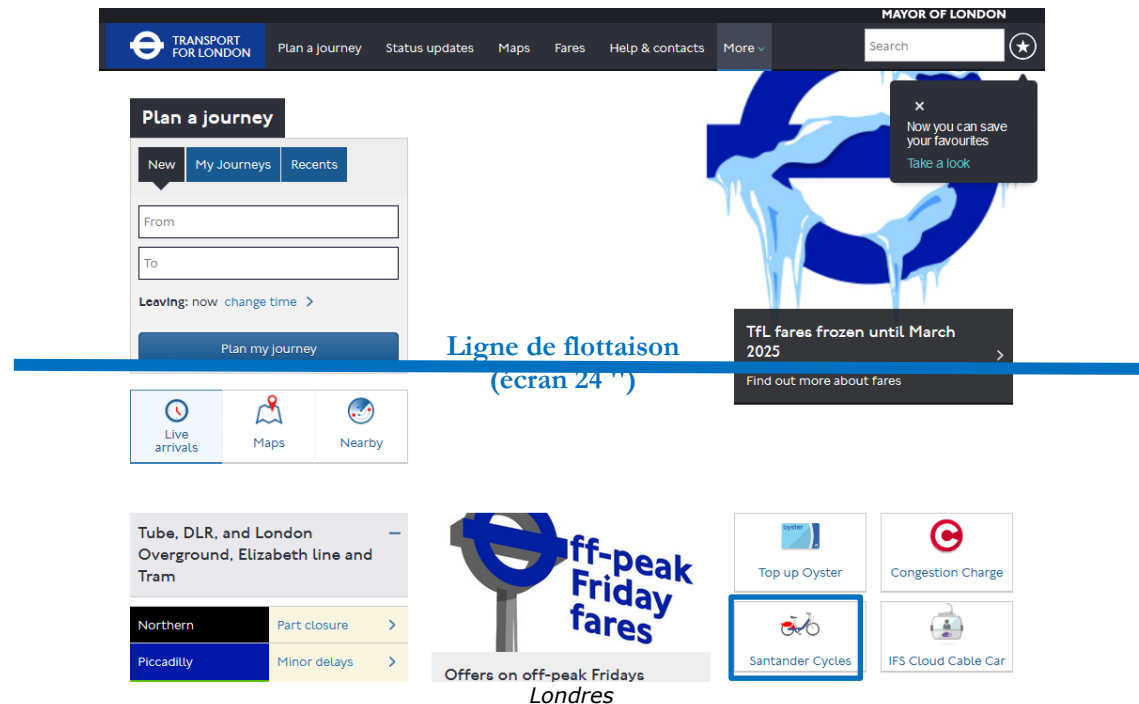 MAYOR OF LONDON
TRANSPORT
FOR LONDON
Plan a journey
Status updates
Maps
Fares
Help & contacts
More
Search
Plan a journey
New
My Journeys
Recents
From
To
Leaving: now change time >
Plan my journey
×
Now you can save
your favourites
Take a look
TfL fares frozen until March
2025
>
Find out more about fares
Ligne de flottaison
(écran 24 '')
Live
arrivals
Maps
Nearby
Tube, DLR, and London
Overground, Elizabeth line and
Tram
−
Northern
Part closure
>
Piccadilly
Minor delays
>
ff-peak
Friday
fares
Offers on off-peak Fridays
oyster
Top up Oyster
Congestion Charge
Santander Cycles
IFS Cloud Cable Car
Londres